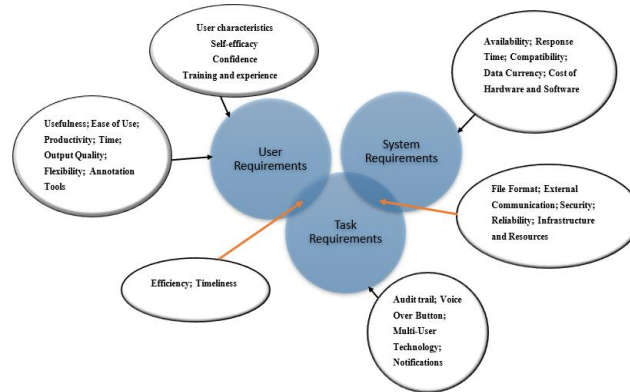 User characteristics
Self-efficacy
Confidence
Training and experience
Availability; Response
Time; Compatibility;
Data Currency; Cost of
Hardware and Software
Usefulness; Ease of Use;
Productivity; Time;
Output Quality;
Flexibility; Annotation
Tools
User
Requirements
System
Requirements
Task
Requirements
File Format; External
Communication; Security;
Reliability; Infrastructure
and Resources
Efficiency; Timeliness
Audit trail; Voice
Over Button;
Multi-User
Technology;
Notifications